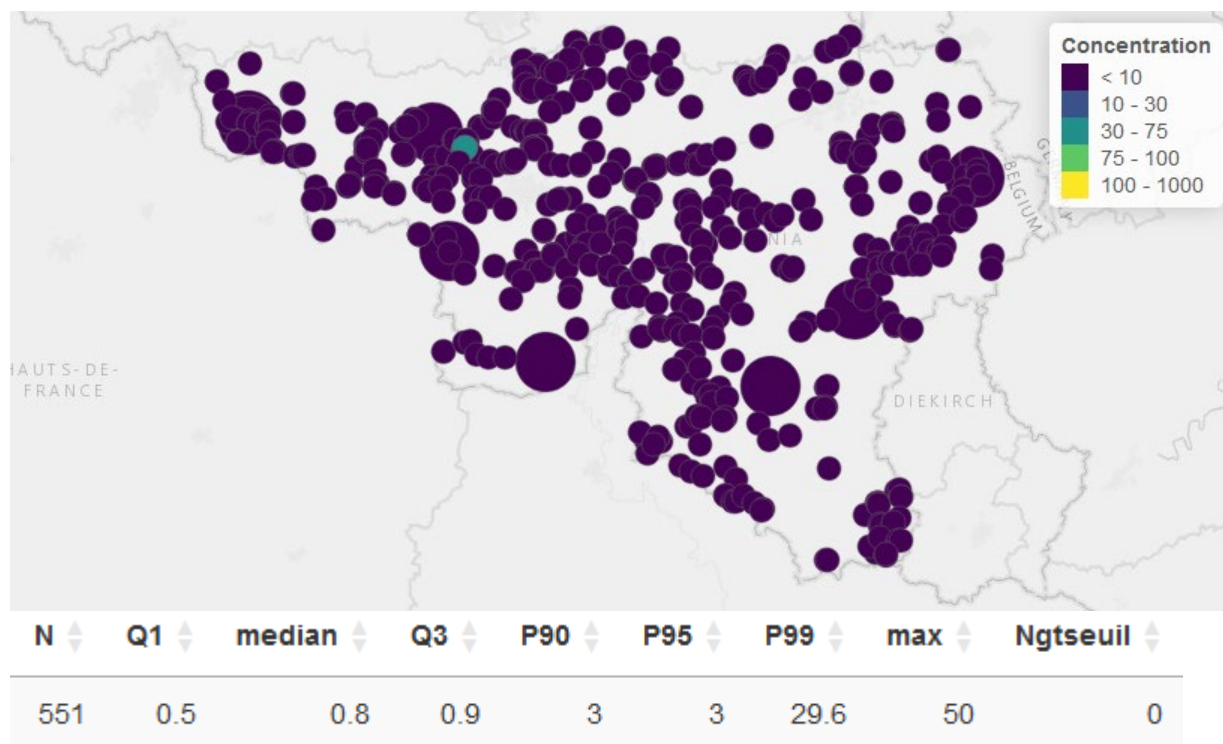 Concentration
< 10
10 - 30
30 - 75
75 - 100
100 - 1000
BELGIUM
NIA
HAUTS-DE-
FRANCE
DIEKIRCH
N Q1 median Q3 P90 P95 P99 max Ngtseuil
551 0.5 0.8 0.9 3 3 29.6 50 0